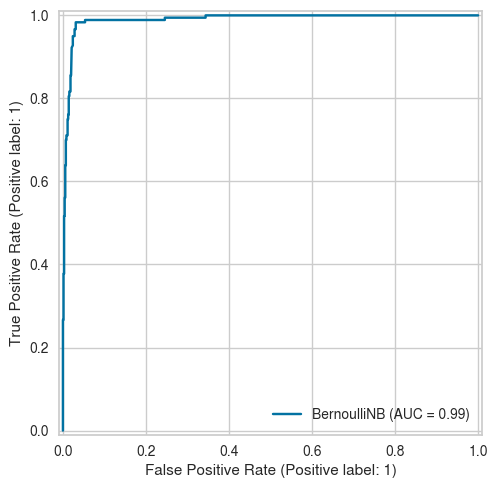 1.0
0.8
0.6
0.4
0.2
0.0
True Positive Rate (Positive label: 1)
BernoulliNB (AUC = 0.99)
0.0 0.2 0.4 0.6 0.8 1.0
False Positive Rate (Positive label: 1)